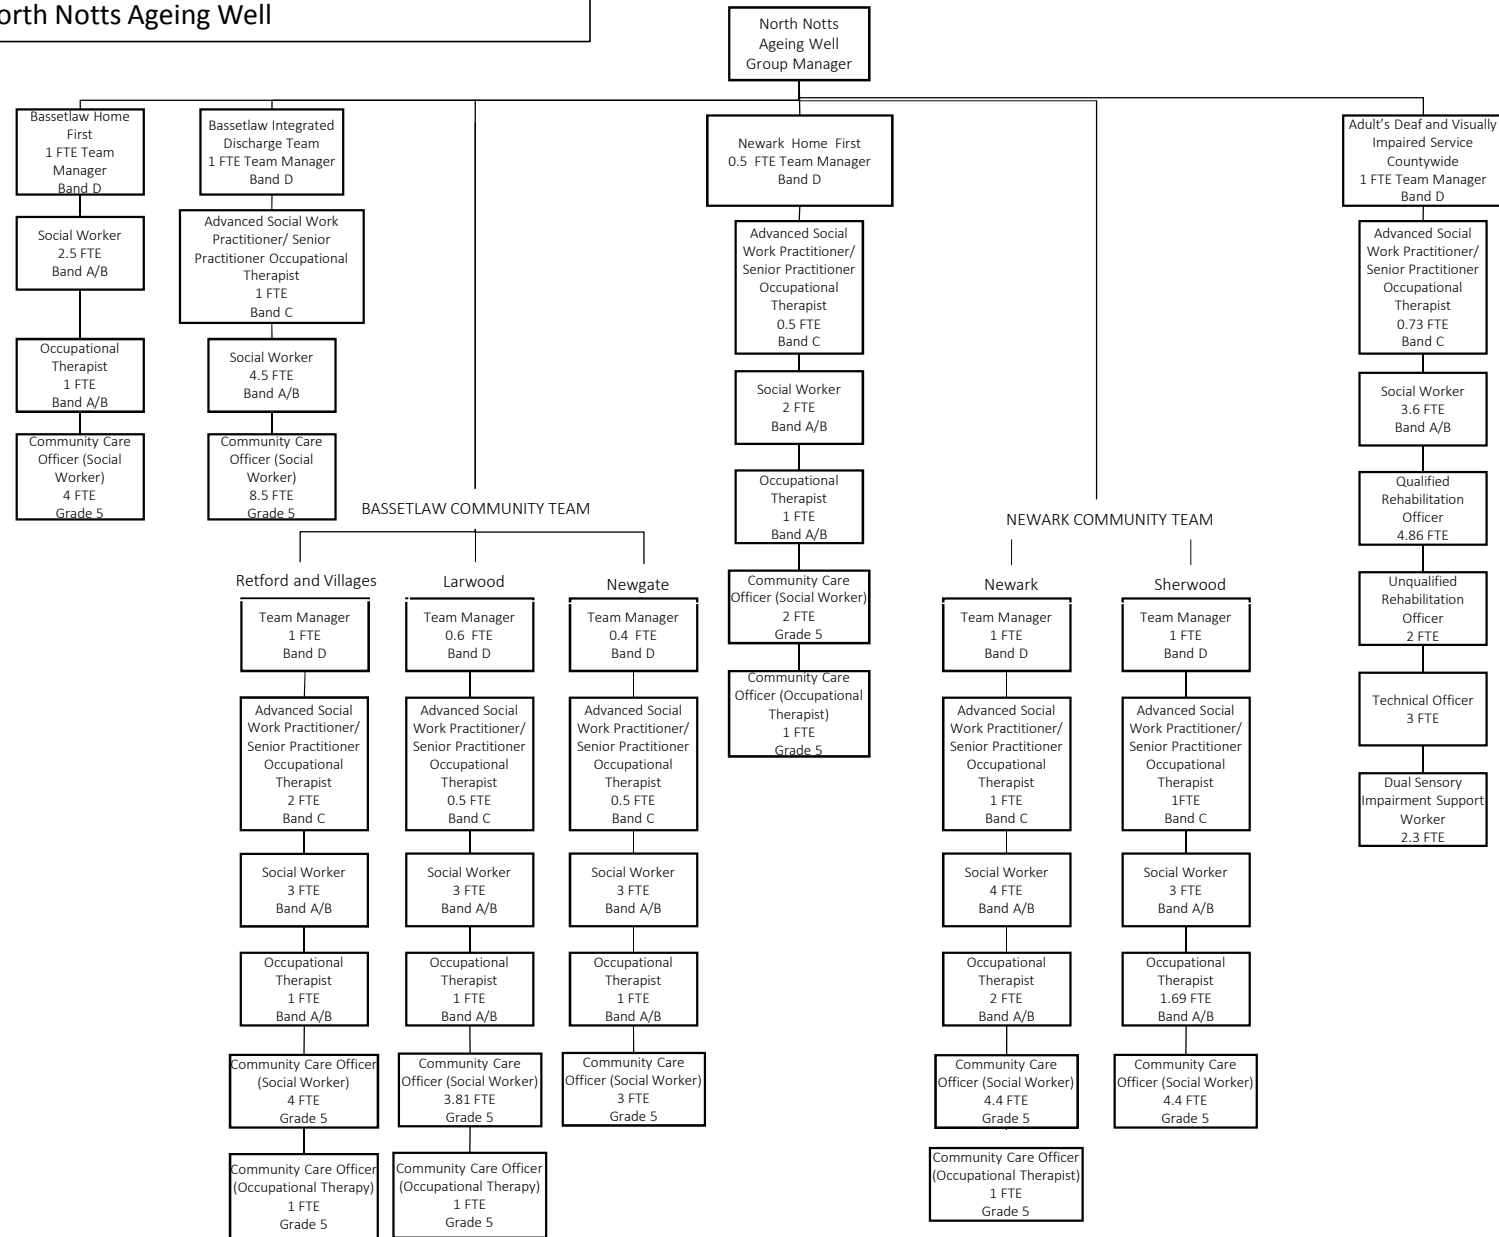 orth Notts Ageing Well
North Notts
Ageing Well
Group Manager
Bassetlaw Home
First
1 FTE Team
Manager
Band D
Social Worker
2.5 FTE
Band A/B
Occupational
Therapist
1 FTE
Band A/B
Community Care
Officer (Social
Worker)
4 FTE
Grade 5
Bassetlaw Integrated
Discharge Team
1 FTE Team Manager
Band D
Advanced Social Work
Practitioner/ Senior
Practitioner Occupational
Therapist
1 FTE
Band C
Social Worker
4.5 FTE
Band A/B
Community Care
Officer (Social
Worker)
8.5 FTE
Grade 5
BASSETLAW COMMUNITY TEAM
Retford and Villages
Team Manager
1 FTE
Band D
Advanced Social
Work Practitioner/
Senior Practitioner
Occupational
Therapist
2 FTE
Band C
Social Worker
3 FTE
Band A/B
Occupational
Therapist
1 FTE
Band A/B
Community Care Officer
(Social Worker)
4 FTE
Grade 5
Community Care Officer
(Occupational Therapy)
1 FTE
Grade 5
Larwood
Team Manager
0.6 FTE
Band D
Advanced Social
Work Practitioner/
Senior Practitioner
Occupational
Therapist
0.5 FTE
Band C
Social Worker
3 FTE
Band A/B
Occupational
Therapist
1 FTE
Band A/B
Community Care
Officer (Social Worker)
3.81 FTE
Grade 5
Community Care Officer
(Occupational Therapy)
1 FTE
Grade 5
Newgate
Team Manager
0.4 FTE
Band D
Advanced Social
Work Practitioner/
Senior Practitioner
Occupational
Therapist
0.5 FTE
Band C
Social Worker
3 FTE
Band A/B
Occupational
Therapist
1 FTE
Band A/B
Community Care
Officer (Social Worker)
3 FTE
Grade 5
Newark Home First
0.5 FTE Team Manager
Band D
Advanced Social
Work Practitioner/
Senior Practitioner
Occupational
Therapist
0.5 FTE
Band C
Social Worker
2 FTE
Band A/B
Occupational
Therapist
1 FTE
Band A/B
Community Care
Officer (Social Worker)
2 FTE
Grade 5
Community Care
Officer (Occupational
Therapist)
1 FTE
Grade 5
NEWARK COMMUNITY TEAM
Newark
Team Manager
1 FTE
Band D
Advanced Social
Work Practitioner/
Senior Practitioner
Occupational
Therapist
1 FTE
Band C
Social Worker
4 FTE
Band A/B
Occupational
Therapist
2 FTE
Band A/B
Community Care
Officer (Social Worker)
4.4 FTE
Grade 5
Community Care Officer
(Occupational Therapist)
1 FTE
Grade 5
Sherwood
Team Manager
1 FTE
Band D
Advanced Social
Work Practitioner/
Senior Practitioner
Occupational
Therapist
1FTE
Band C
Social Worker
3 FTE
Band A/B
Occupational
Therapist
1.69 FTE
Band A/B
Community Care
Officer (Social Worker)
4.4 FTE
Grade 5
Adult's Deaf and Visually
Impaired Service
Countywide
1 FTE Team Manager
Band D
Advanced Social
Work Practitioner/
Senior Practitioner
Occupational
Therapist
0.73 FTE
Band C
Social Worker
3.6 FTE
Band A/B
Qualified
Rehabilitation
Officer
4.86 FTE
Unqualified
Rehabilitation
Officer
2 FTE
Technical Officer
3 FTE
Dual Sensory
Impairment Support
Worker
2.3 FTE